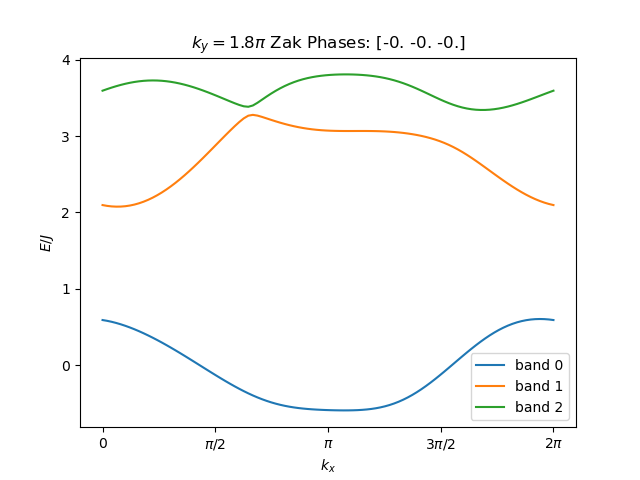 k_y = 1.8π Zak Phases: [-0. -0. -0.]
4
3
2
1
0
E/J
0
π/2
π
3π/2
2π
k_x
band 0
band 1
band 2